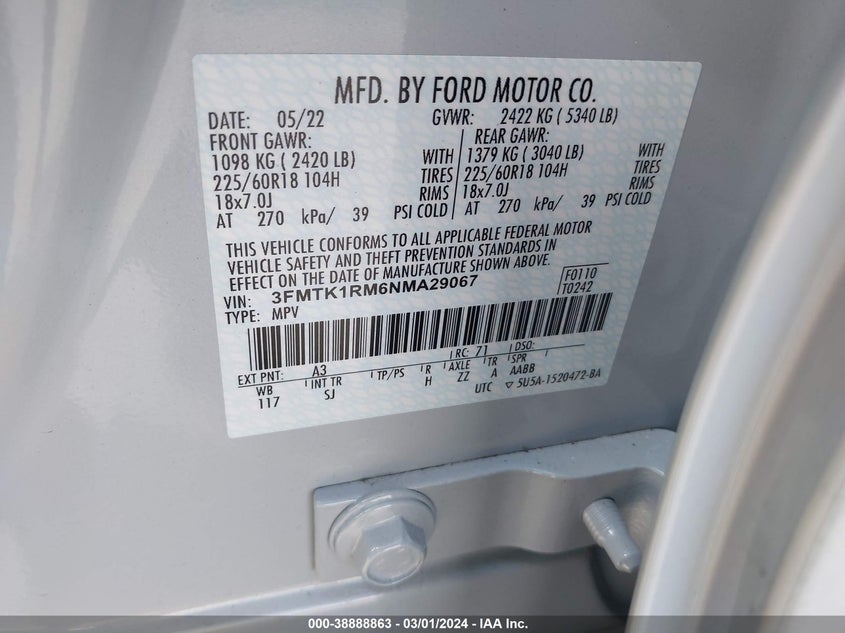 MFD. BY FORD MOTOR CO.
DATE: 05/22 GVWR: 2422 KG ( 5340 LB)
FRONT GAWR: REAR GAWR:
1098 KG ( 2420 LB) WITH 1379 KG ( 3040 LB) WITH
225/60R18 104H TIRES 225/60R18 104H TIRES
18x7.0J RIMS 18x7.0J RIMS
AT 270 kPa/ 39 PSI COLD AT 270 kPa/ 39 PSI COLD
THIS VEHICLE CONFORMS TO ALL APPLICABLE FEDERAL MOTOR
VEHICLE SAFETY AND THEFT PREVENTION STANDARDS IN
EFFECT ON THE DATE OF MANUFACTURE SHOWN ABOVE.
VIN: 3FMTK1RM6NMA29067 F0110
TYPE: MPV T0242
EXT PNT: A3 RC: 71 DSO:
WB INT TR TP/PS R AXLE TR SPR
117 SJ H ZZ A AABB
UTC 5U5A-1520472-BA
000-38888863 / 03/01/2024 - IAA Inc.